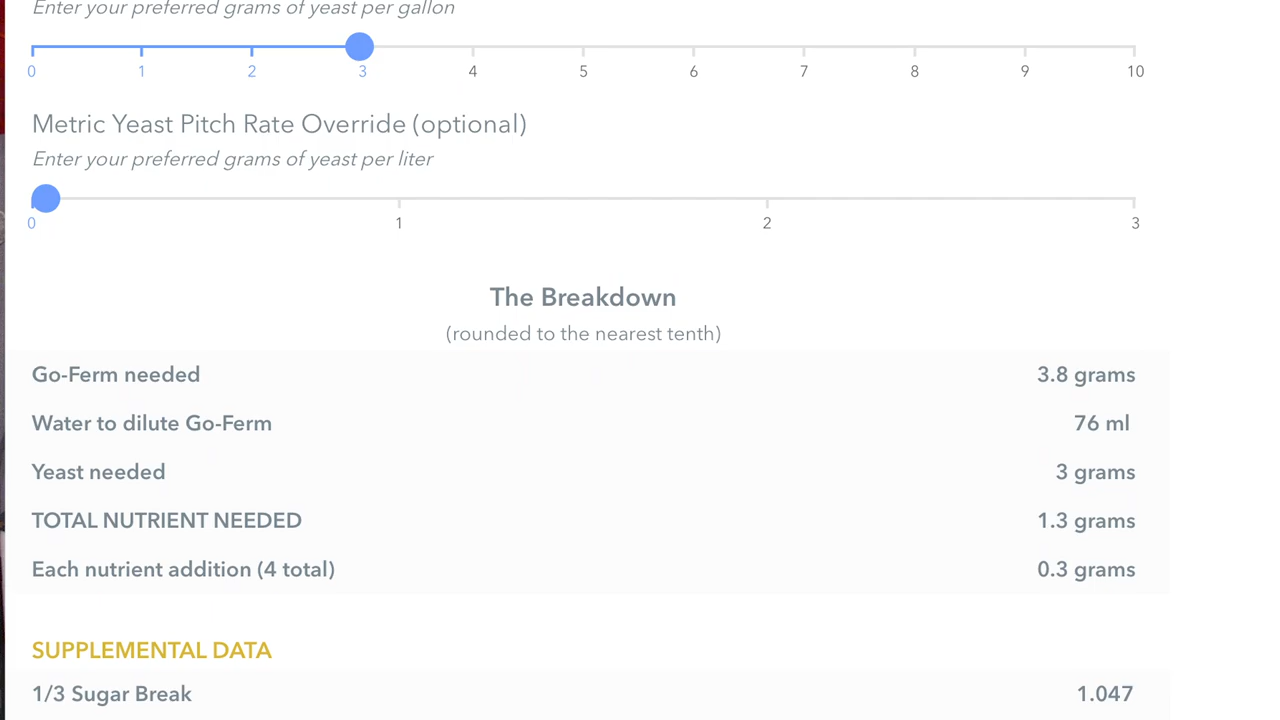 Enter your preferred grams of yeast per gallon
0 1 2 3 4 5 6 7 8 9 10
Metric Yeast Pitch Rate Override (optional)
Enter your preferred grams of yeast per liter
0 1 2 3
The Breakdown
(rounded to the nearest tenth)
Go-Ferm needed 3.8 grams
Water to dilute Go-Ferm 76 ml
Yeast needed 3 grams
TOTAL NUTRIENT NEEDED 1.3 grams
Each nutrient addition (4 total) 0.3 grams
SUPPLEMENTAL DATA
1/3 Sugar Break 1.047